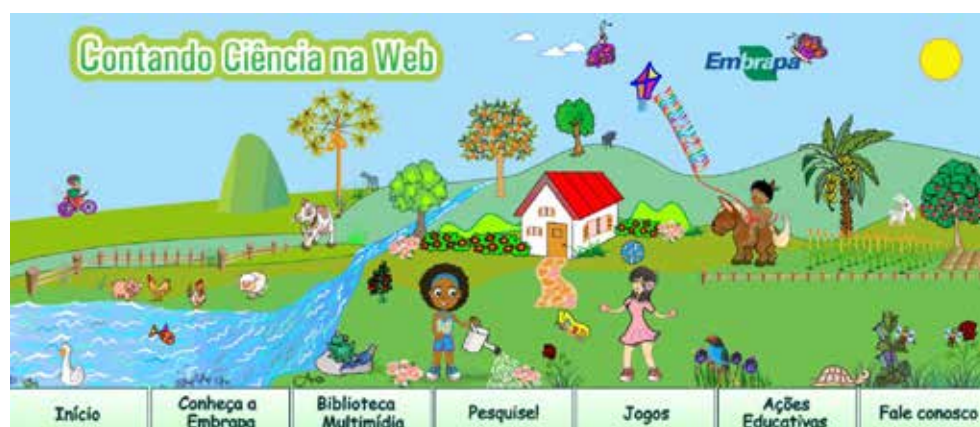 Contando Ciência na Web
Embrapa
Início
Conheça a
Embrapa
Biblioteca
Multimídia
Pesquise!
Jogos
Ações
Educativas
Fale conosco